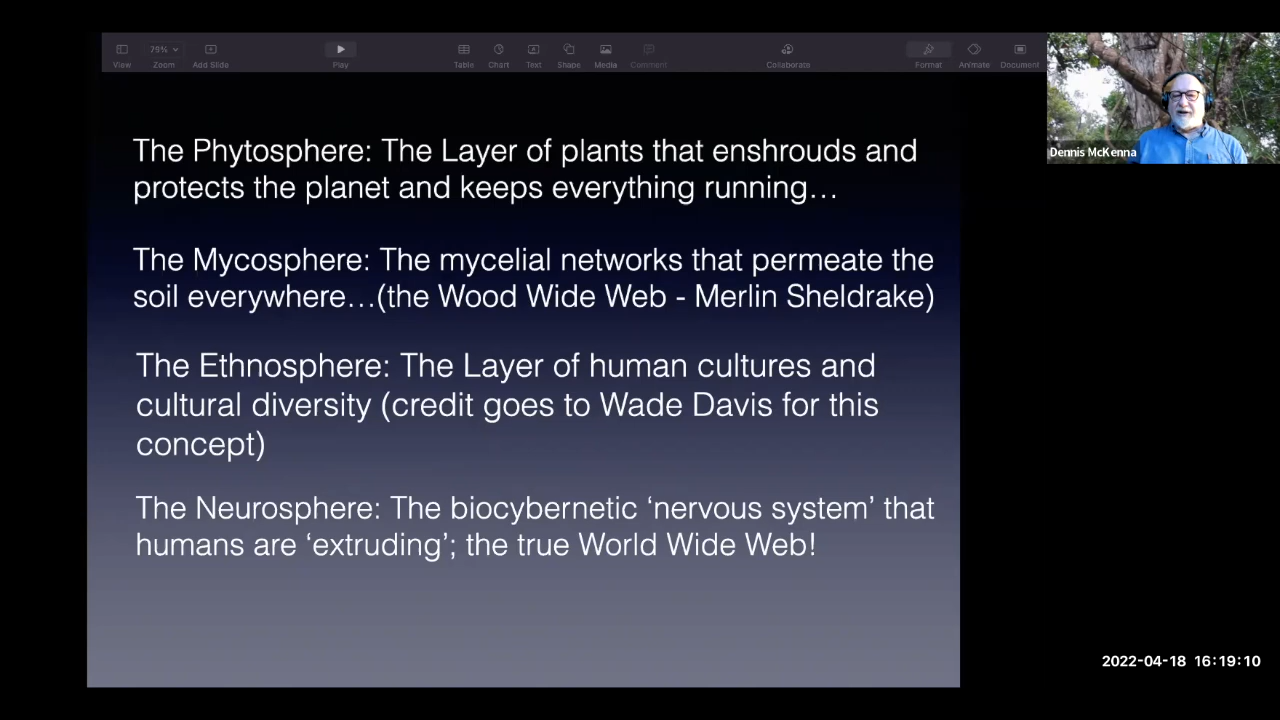 79%
View Zoom Add Slide Play Table Chart Text Shape Media Comment Collaborate Format Animate Document
Dennis McKenna
The Phytosphere: The Layer of plants that enshrouds and
protects the planet and keeps everything running…
The Mycosphere: The mycelial networks that permeate the
soil everywhere…(the Wood Wide Web - Merlin Sheldrake)
The Ethnosphere: The Layer of human cultures and
cultural diversity (credit goes to Wade Davis for this
concept)
The Neurosphere: The biocybernetic ‘nervous system’ that
humans are ‘extruding’; the true World Wide Web!
2022-04-18 16:19:10